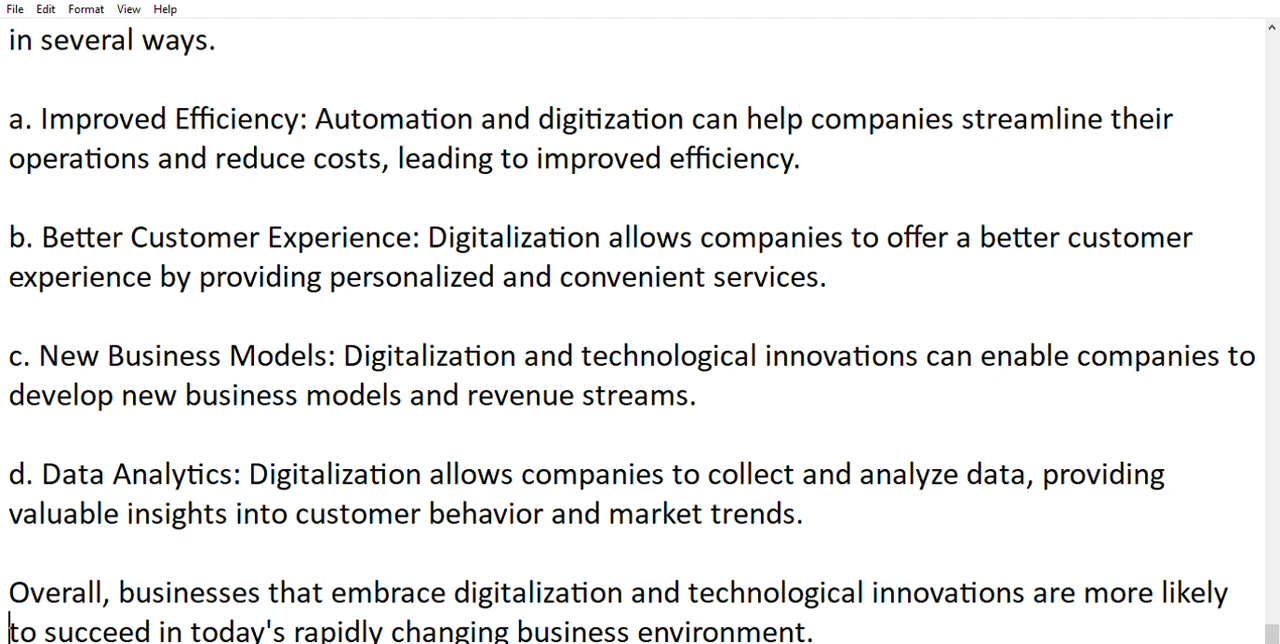 File Edit Format View Help
in several ways.
a. Improved Efficiency: Automation and digitization can help companies streamline their
operations and reduce costs, leading to improved efficiency.
b. Better Customer Experience: Digitalization allows companies to offer a better customer
experience by providing personalized and convenient services.
c. New Business Models: Digitalization and technological innovations can enable companies to
develop new business models and revenue streams.
d. Data Analytics: Digitalization allows companies to collect and analyze data, providing
valuable insights into customer behavior and market trends.
Overall, businesses that embrace digitalization and technological innovations are more likely
to succeed in today's rapidly changing business environment.